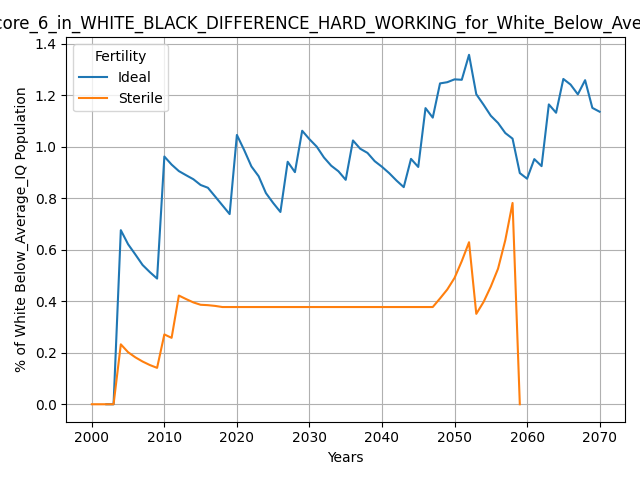 core_6_in_WHITE_BLACK_DIFFERENCE_HARD_WORKING_for_White_Below_Ave
Fertility
Ideal
Sterile
% of White Below_Average_IQ Population
1.4
1.2
1.0
0.8
0.6
0.4
0.2
0.0
2000 2010 2020 2030 2040 2050 2060 2070
Years